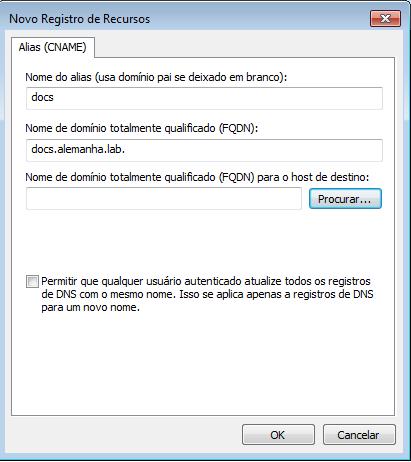 Novo Registro de Recursos
Alias (CNAME)
Nome do alias (usa domínio pai se deixado em branco):
docs
Nome de domínio totalmente qualificado (FQDN):
docs.alemanha.lab.
Nome de domínio totalmente qualificado (FQDN) para o host de destino:
Procurar...
Permitir que qualquer usuário autenticado atualize todos os registros
de DNS com o mesmo nome. Isso se aplica apenas a registros de DNS
para um novo nome.
OK
Cancelar